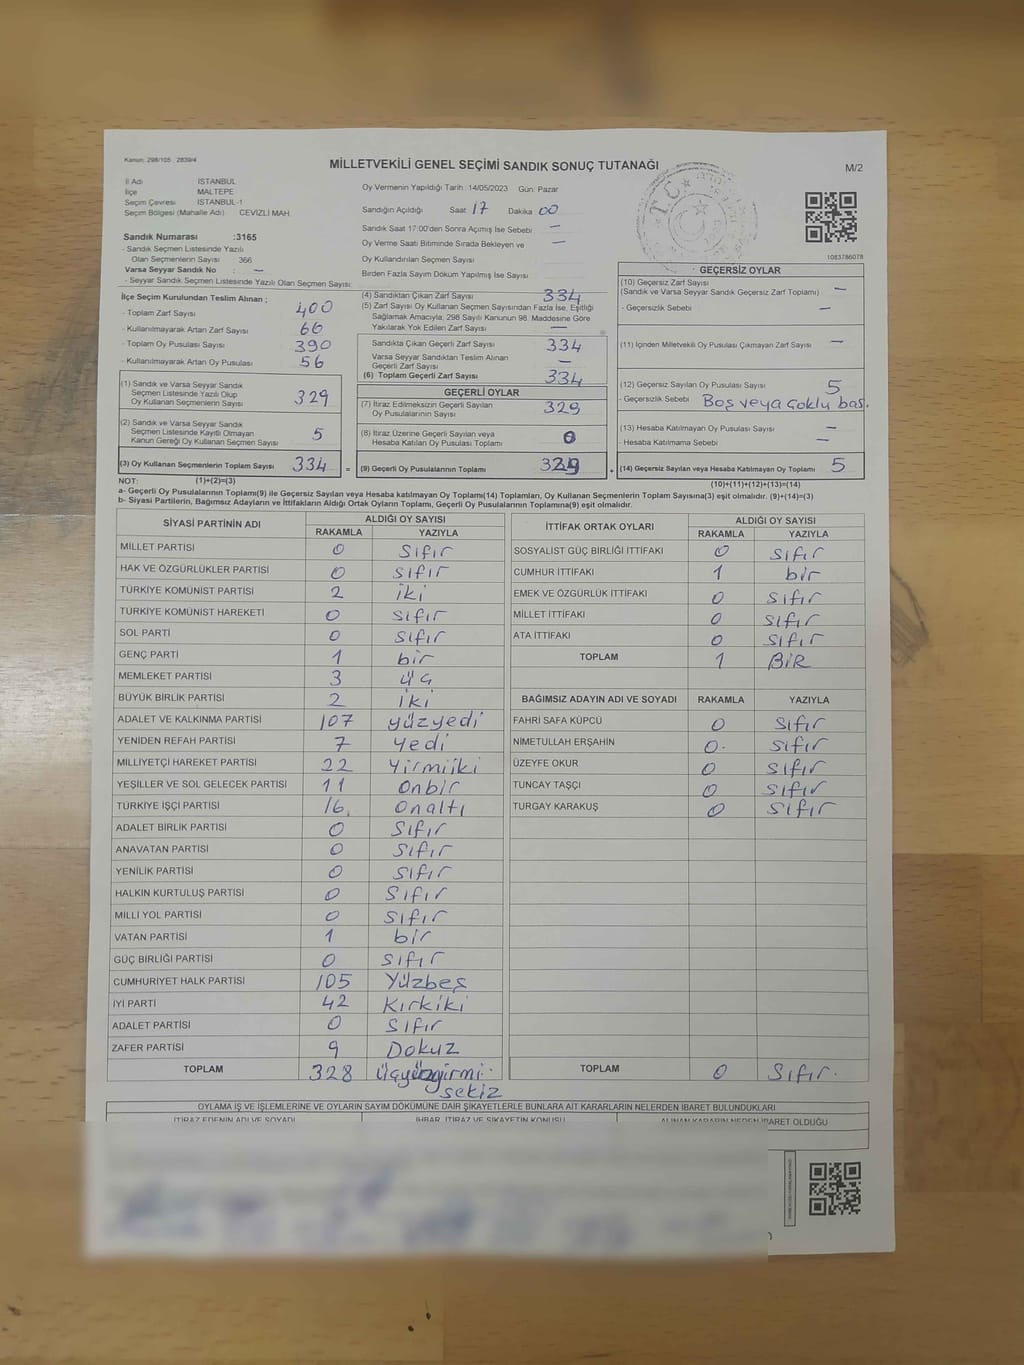 Kanun: 298/105 2839/4
MİLLETVEKİLİ GENEL SEÇİMİ SANDIK SONUÇ TUTANAĞI
M/2
İl Adı İSTANBUL
İlçe MALTEPE
Seçim Çevresi İSTANBUL-1
Seçim Bölgesi (Mahalle Adı) CEVİZLİ MAH.
Sandık Numarası :3165
- Sandık Seçmen Listesinde Yazılı
Olan Seçmenlerin Sayısı 366
Varsa Seyyar Sandık No : —
- Seyyar Sandık Seçmen Listesinde Yazılı Olan Seçmen Sayısı:
Oy Vermenin Yapıldığı Tarih : 14/05/2023 Gün: Pazar
Sandığın Açıldığı Saat 17 Dakika 00
Sandık Saat 17:00'den Sonra Açımış İse Sebebi —
Oy Verme Saati Bitiminde Sırada Bekleyen ve —
Oy Kullandırılan Seçmen Sayısı
Birden Fazla Sayım Döküm Yapılmış İse Sayısı
T.C.
1083786078
İlçe Seçim Kurulundan Teslim Alınan ;
- Toplam Zarf Sayısı 400
- Kullanılmayarak Artan Zarf Sayısı 66
- Toplam Oy Pusulası Sayısı 390
- Kullanılmayarak Artan Oy Pusulası 56
(1) Sandık ve Varsa Seyyar Sandık
Seçmen Listesinde Yazılı Olup
Oy Kullanan Seçmenlerin Sayısı 329
(2) Sandık ve Varsa Seyyar Sandık
Seçmen Listesinde Kayıtlı Olmayan
Kanun Gereği Oy Kullanan Seçmen Sayısı 5
(3) Oy Kullanan Seçmenlerin Toplam Sayısı 334 =
(4) Sandıktan Çıkan Zarf Sayısı 334
(5) Zarf Sayısı Oy Kullanan Seçmen Sayısından Fazla İse, Eşitliği
Sağlamak Amacıyla, 298 Sayılı Kanunun 98. Maddesine Göre
Yakılarak Yok Edilen Zarf Sayısı —
Sandıkta Çıkan Geçerli Zarf Sayısı 334
Varsa Seyyar Sandıktan Teslim Alınan
Geçerli Zarf Sayısı —
(6) Toplam Geçerli Zarf Sayısı 334
GEÇERLİ OYLAR
(7) İtiraz Edilmeksizin Geçerli Sayılan
Oy Pusulalarının Sayısı 329
(8) İtiraz Üzerine Geçerli Sayılan veya
Hesaba Katılan Oy Pusulası Toplamı 0
(9) Geçerli Oy Pusulalarının Toplamı 329 +
GEÇERSİZ OYLAR
(10) Geçersiz Zarf Sayısı
(Sandık ve Varsa Seyyar Sandık Geçersiz Zarf Toplamı) —
- Geçersizlik Sebebi —
(11) İçinden Milletvekili Oy Pusulası Çıkmayan Zarf Sayısı —
(12) Geçersiz Sayılan Oy Pusulası Sayısı 5
- Geçersizlik Sebebi Boş veya çoklu bas.
(13) Hesaba Katılmayan Oy Pusulası Sayısı —
- Hesaba Katılmama Sebebi —
(14) Geçersiz Sayılan veya Hesaba Katılmayan Oy Toplamı 5
NOT: (1)+(2)=(3)
(10)+(11)+(12)+(13)=(14)
a- Geçerli Oy Pusulalarının Toplamı(9) ile Geçersiz Sayılan veya Hesaba katılmayan Oy Toplamı(14) Toplamları, Oy Kullanan Seçmenlerin Toplam Sayısına(3) eşit olmalıdır. (9)+(14)=(3)
b- Siyasi Partilerin, Bağımsız Adayların ve İttifakların Aldığı Ortak Oyların Toplamı, Geçerli Oy Pusulalarının Toplamına(9) eşit olmalıdır.
SİYASİ PARTİNİN ADI ALDIĞI OY SAYISI
RAKAMLA YAZIYLA
MİLLET PARTİSİ 0 Sıfır
HAK VE ÖZGÜRLÜKLER PARTİSİ 0 sıfır
TÜRKİYE KOMÜNİST PARTİSİ 2 iki
TÜRKİYE KOMÜNİST HAREKETİ 0 sıfır
SOL PARTİ 0 sıfır
GENÇ PARTİ 1 bir
MEMLEKET PARTİSİ 3 üç
BÜYÜK BİRLİK PARTİSİ 2 iki
ADALET VE KALKINMA PARTİSİ 107 yüzyedi
YENİDEN REFAH PARTİSİ 7 yedi
MİLLİYETÇİ HAREKET PARTİSİ 22 Yirmiiki
YEŞİLLER VE SOL GELECEK PARTİSİ 11 Onbir
TÜRKİYE İŞÇİ PARTİSİ 16. Onaltı
ADALET BİRLİK PARTİSİ 0 Sıfır
ANAVATAN PARTİSİ 0 Sıfır
YENİLİK PARTİSİ 0 Sıfır
HALKIN KURTULUŞ PARTİSİ 0 Sıfır
MİLLİ YOL PARTİSİ 0 Sıfır
VATAN PARTİSİ 1 bir
GÜÇ BİRLİĞİ PARTİSİ 0 sıfır
CUMHURİYET HALK PARTİSİ 105 Yüzbeş
İYİ PARTİ 42 Kırkiki
ADALET PARTİSİ 0 Sıfır
ZAFER PARTİSİ 9 Dokuz
TOPLAM 328
sekiz
İTTİFAK ORTAK OYLARI ALDIĞI OY SAYISI
RAKAMLA YAZIYLA
SOSYALİST GÜÇ BİRLİĞİ İTTİFAKI 0 Sıfır
CUMHUR İTTİFAKI 1 bir
EMEK VE ÖZGÜRLÜK İTTİFAKI 0 Sıfır
MİLLET İTTİFAKI 0 sıfır
ATA İTTİFAKI 0 Sıfır
TOPLAM 1 BİR
BAĞIMSIZ ADAYIN ADI VE SOYADI RAKAMLA YAZIYLA
FAHRİ SAFA KÜPCÜ 0 Sıfır
NİMETULLAH ERŞAHİN 0. Sıfır
ÜZEYFE OKUR 0 Sıfır
TUNCAY TAŞÇI 0 Sıfır
TURGAY KARAKUŞ 0 Sıfır
TOPLAM 0 Sıfır.
OYLAMA İŞ VE İŞLEMLERİNE VE OYLARIN SAYIM DÖKÜMÜNE DAİR ŞİKAYETLERLE BUNLARA AİT KARARLARIN NELERDEN İBARET BULUNDUKLARI
İTİRAZ EDENİN ADI VE SOYADI İHBAR, İTİRAZ VE ŞİKAYETİN KONUSU ALINAN KARARIN NEDEN İBARET OLDUĞU